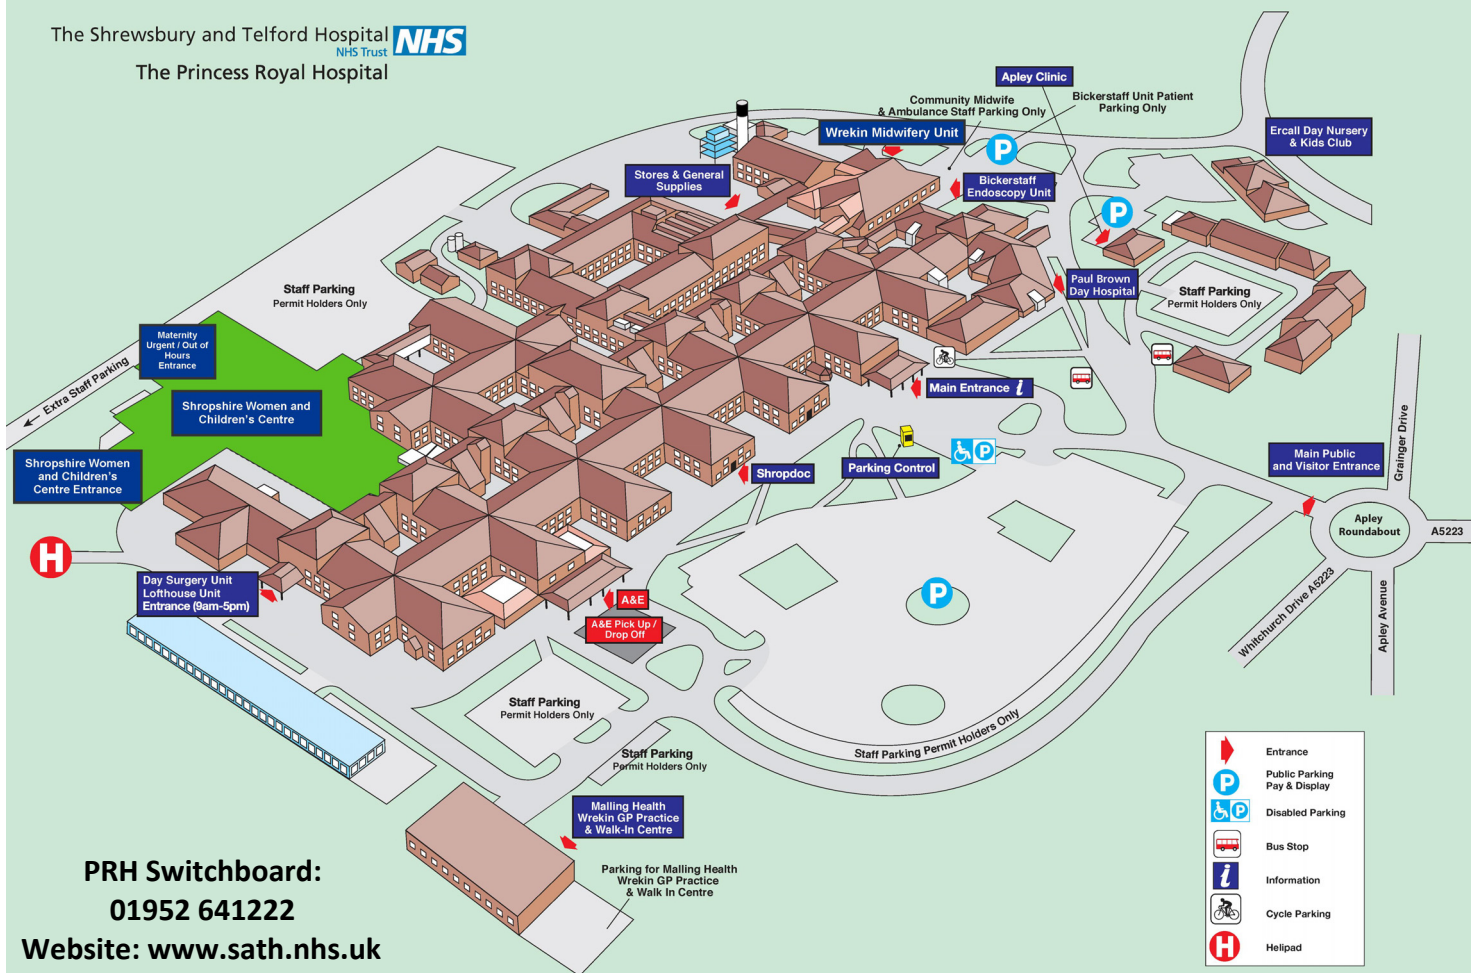 The Shrewsbury and Telford Hospital NHS
NHS Trust
The Princess Royal Hospital
Apley Clinic
Community Midwife
& Ambulance Staff Parking Only
Bickerstaff Unit Patient
Parking Only
Wrekin Midwifery Unit
P
Ercall Day Nursery
& Kids Club
Stores & General
Supplies
Bickerstaff
Endoscopy Unit
P
Staff Parking
Permit Holders Only
Paul Brown
Day Hospital
Staff Parking
Permit Holders Only
Maternity
Urgent / Out of
Hours
Entrance
Extra Staff Parking
Main Entrance i
Shropshire Women and
Children's Centre
Grainger Drive
Shropshire Women
and Children's
Centre Entrance
Shropdoc
Parking Control
P
Main Public
and Visitor Entrance
Apley
Roundabout
A5223
H
Day Surgery Unit
Lofthouse Unit
Entrance (9am-5pm)
A&E
A&E Pick Up /
Drop Off
P
Whitchurch Drive A5223
Apley Avenue
Staff Parking
Permit Holders Only
Staff Parking
Permit Holders Only
Staff Parking Permit Holders Only
Malling Health
Wrekin GP Practice
& Walk-In Centre
Parking for Malling Health
Wrekin GP Practice
& Walk In Centre
Entrance
P Public Parking
Pay & Display
P Disabled Parking
Bus Stop
i Information
Cycle Parking
H Helipad
PRH Switchboard:
01952 641222
Website: www.sath.nhs.uk